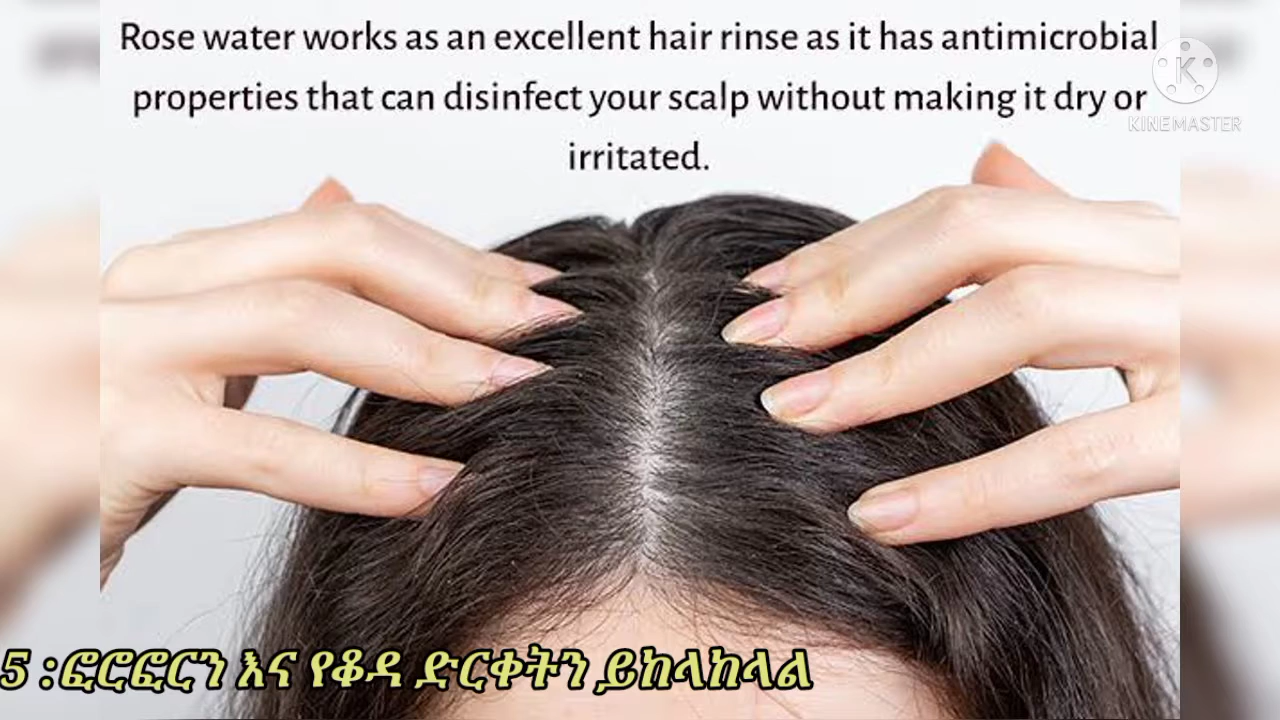 Rose water works as an excellent hair rinse as it has antimicrobial
properties that can disinfect your scalp without making it dry or
irritated.
K
KINEMASTER
5 :ፎሮፎርን እና የቆዳ ድርቀትን ይከላከላል